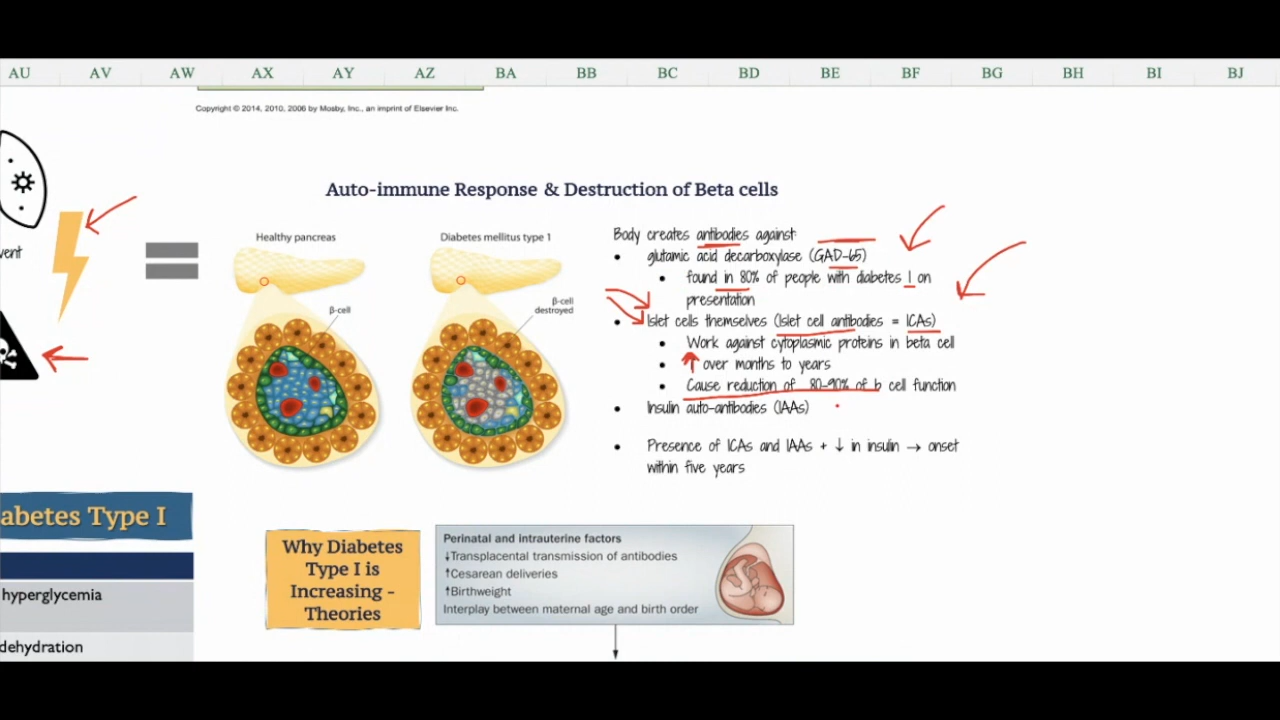 AU AV AW AX AY AZ BA BB BC BD BE BF BG BH BI BJ
Copyright © 2014, 2010, 2006 by Mosby, Inc., an imprint of Elsevier Inc.
Auto-immune Response & Destruction of Beta cells
vent
Healthy pancreas
β-cell
Diabetes mellitus type 1
β-cell
destroyed
Body creates antibodies against:
• glutamic acid decarboxylase (GAD-65)
• found in 80% of people with diabetes 1 on
presentation
• Islet cells themselves (Islet cell antibodies = ICAs)
• Work against cytoplasmic proteins in beta cell
• ↑ over months to years
• Cause reduction of 80-90% of b cell function
• Insulin auto-antibodies (IAAs)
• Presence of ICAs and IAAs + ↓ in insulin → onset
within five years
abetes Type I
hyperglycemia
dehydration
Why Diabetes
Type I is
Increasing -
Theories
Perinatal and intrauterine factors
↓Transplacental transmission of antibodies
↑Cesarean deliveries
↑Birthweight
Interplay between maternal age and birth order